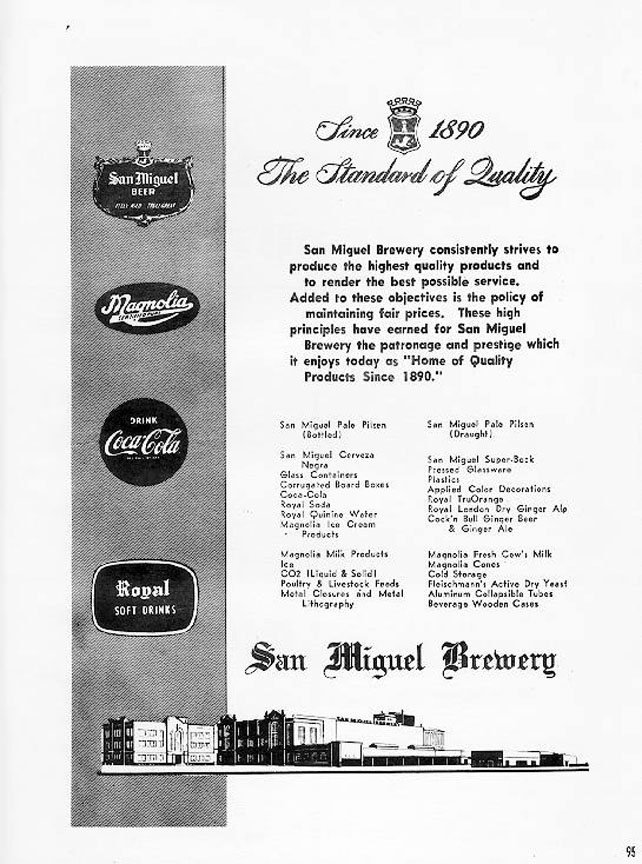 Since 1890
The Standard of Quality
San Miguel
BEER
Magnolia
DRINK
Coca-Cola
Royal
SOFT DRINKS
San Miguel Brewery consistently strives to
produce the highest quality products and
to render the best possible service.
Added to these objectives is the policy of
maintaining fair prices. These high
principles have earned for San Miguel
Brewery the patronage and prestige which
it enjoys today as "Home of Quality
Products Since 1890."
San Miguel Pale Pilsen
(Bottled)
San Miguel Cerveza
Negra
Glass Containers
Corrugated Board Boxes
Coca-Cola
Royal Soda
Royal Quinine Water
Magnolia Ice Cream
Products
Magnolia Milk Products
Ice
CO2 (Liquid & Solid)
Poultry & Livestock Feeds
Metal Closures and Metal
Lithography
San Miguel Pale Pilsen
(Draught)
San Miguel Super-Bock
Pressed Glassware
Plastics
Applied Color Decorations
Royal TruOrange
Royal London Dry Ginger Ale
Cock'n Bull Ginger Beer
& Ginger Ale
Magnolia Fresh Cow's Milk
Magnolia Cones
Cold Storage
Fleischmann's Active Dry Yeast
Aluminum Collapsible Tubes
Beverage Wooden Cases
San Miguel Brewery
SAN MIGUEL BREWERY
95